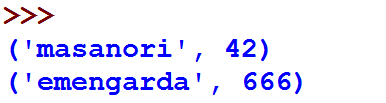 >>>
('masanori', 42)
('emengarda', 666)